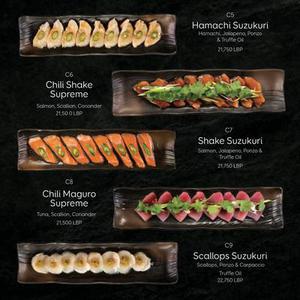 C5
Hamachi Suzukuri
Hamachi, Jalapeno, Ponzo
& Truffle Oil
21,750 LBP
C6
Chili Shake
Supreme
Salmon, Scallion, Coriander
21,50 0 LBP
C7
Shake Suzukuri
Salmon, Jalapeno, Ponzo &
Truffle Oil
21,750 LBP
C8
Chili Maguro
Supreme
Tuna, Scallion, Coriander
21,500 LBP
C9
Scallops Suzukuri
Scallops, Ponzo & Carpaccio
Truffle Oil
22,750 LBP